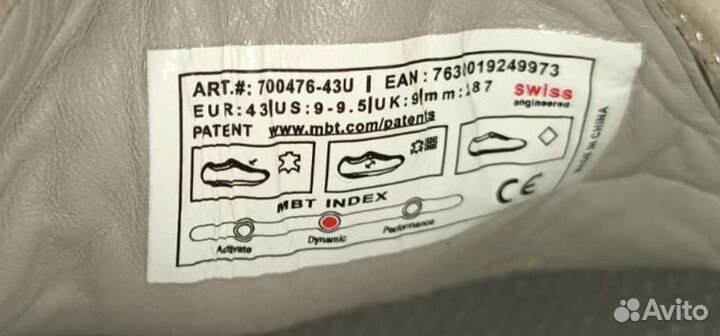 ART.#: 700476-43U | EAN: 7630019249973
EUR:43|US:9-9.5|UK:9|mm:287
swiss
engineered
PATENT www.mbt.com/patents
MBT INDEX
Activate Dynamic Performance
CE
MADE IN CHINA
Avito